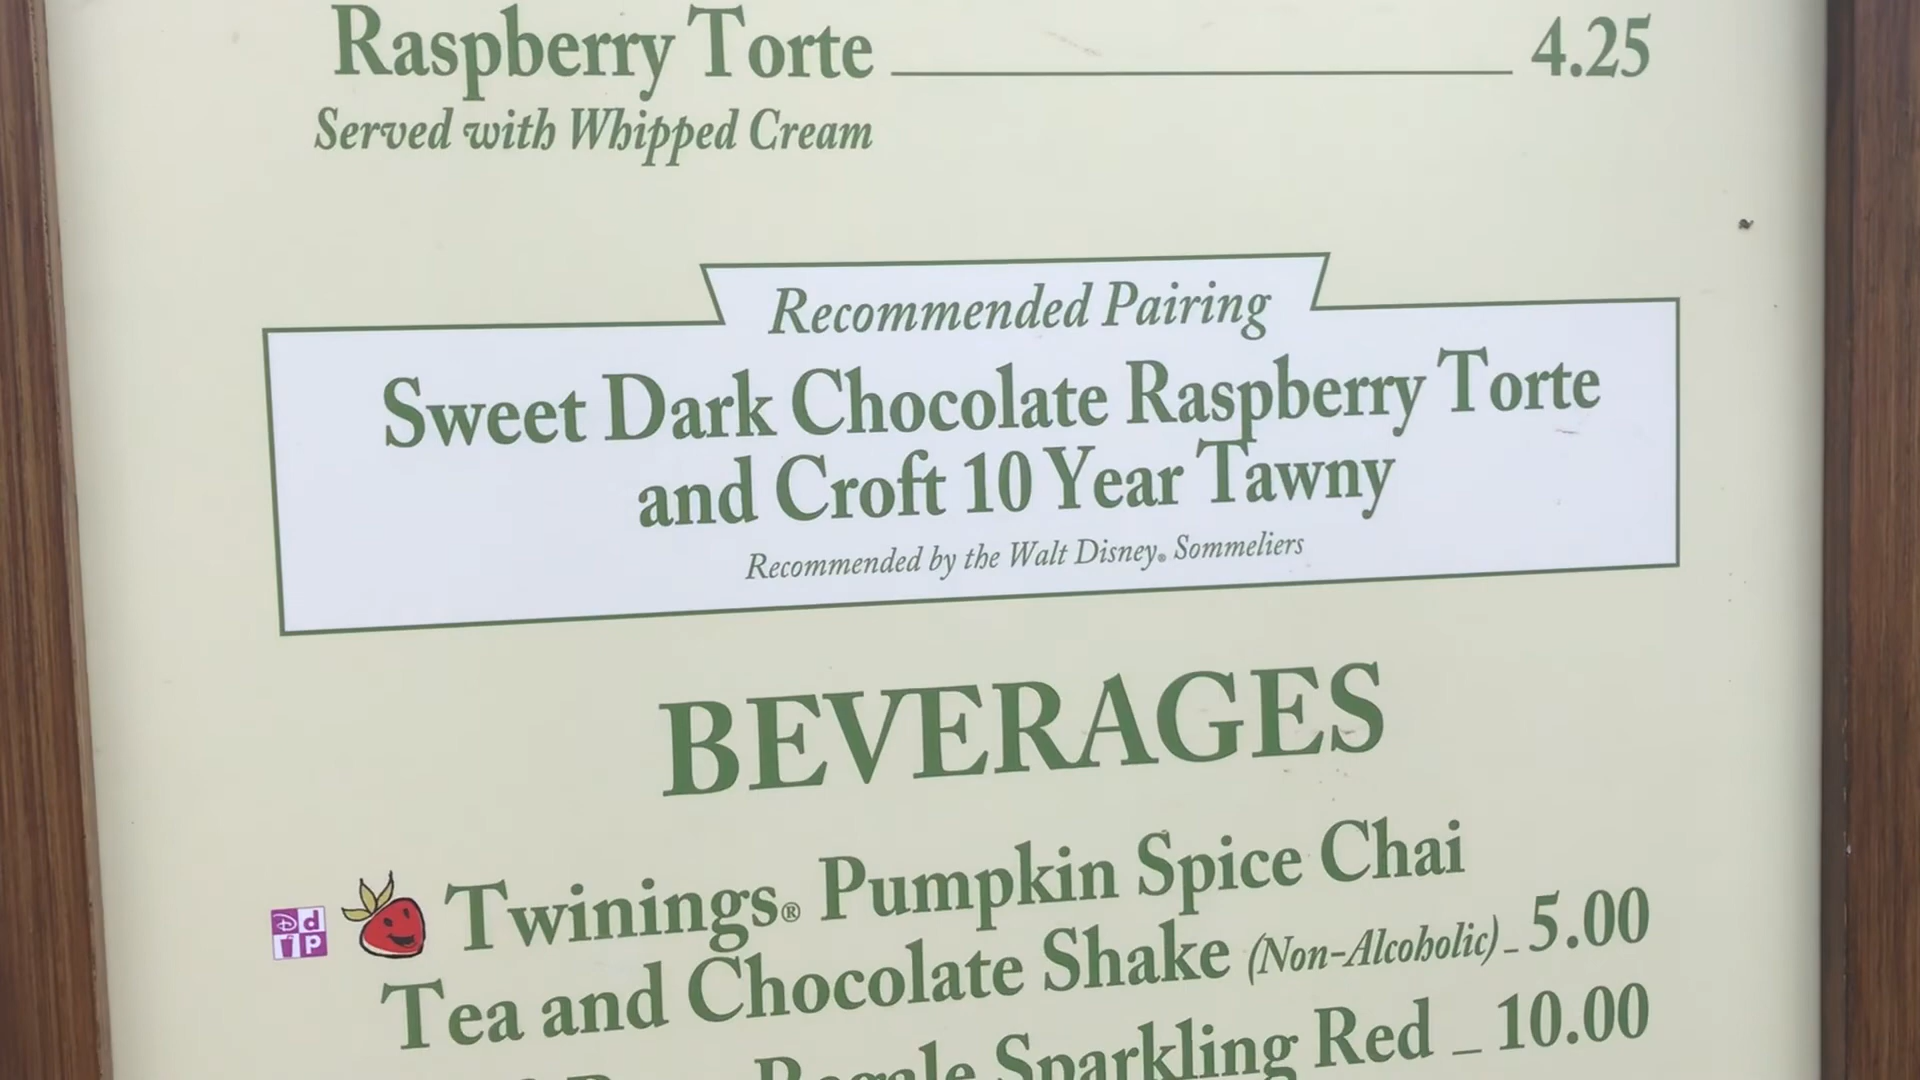 Raspberry Torte 4.25
Served with Whipped Cream
Recommended Pairing
Sweet Dark Chocolate Raspberry Torte
and Croft 10 Year Tawny
Recommended by the Walt Disney® Sommeliers
BEVERAGES
Twinings® Pumpkin Spice Chai
Tea and Chocolate Shake (Non-Alcoholic) 5.00
Regale Sparkling Red 10.00